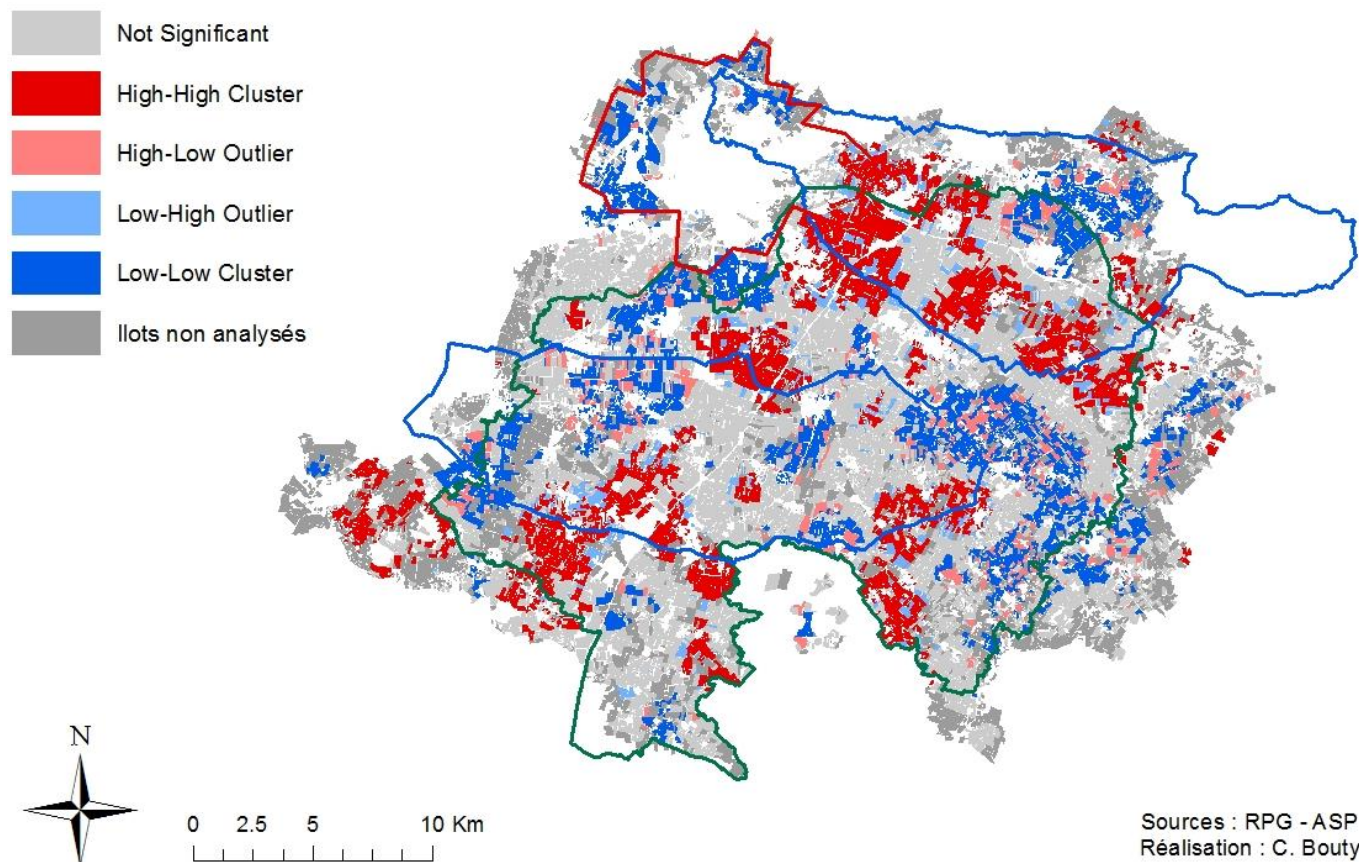 Not Significant
High-High Cluster
High-Low Outlier
Low-High Outlier
Low-Low Cluster
Ilots non analysés
N
0 2.5 5 10 Km
Sources : RPG - ASP
Réalisation : C. Bouty